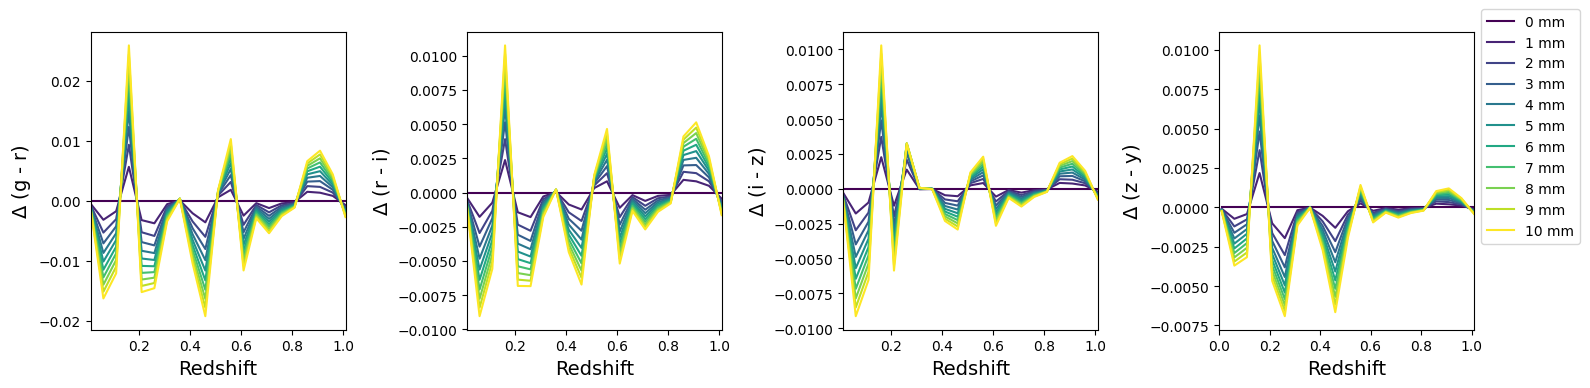 Δ (g - r)
0.02
0.01
0.00
−0.01
−0.02
0.2 0.4 0.6 0.8 1.0
Redshift
Δ (r - i)
0.0100
0.0075
0.0050
0.0025
0.0000
−0.0025
−0.0050
−0.0075
−0.0100
0.2 0.4 0.6 0.8 1.0
Redshift
Δ (i - z)
0.0100
0.0075
0.0050
0.0025
0.0000
−0.0025
−0.0050
−0.0075
−0.0100
0.2 0.4 0.6 0.8 1.0
Redshift
Δ (z - y)
0.0100
0.0075
0.0050
0.0025
0.0000
−0.0025
−0.0050
−0.0075
0.0 0.2 0.4 0.6 0.8 1.0
Redshift
0 mm
1 mm
2 mm
3 mm
4 mm
5 mm
6 mm
7 mm
8 mm
9 mm
10 mm